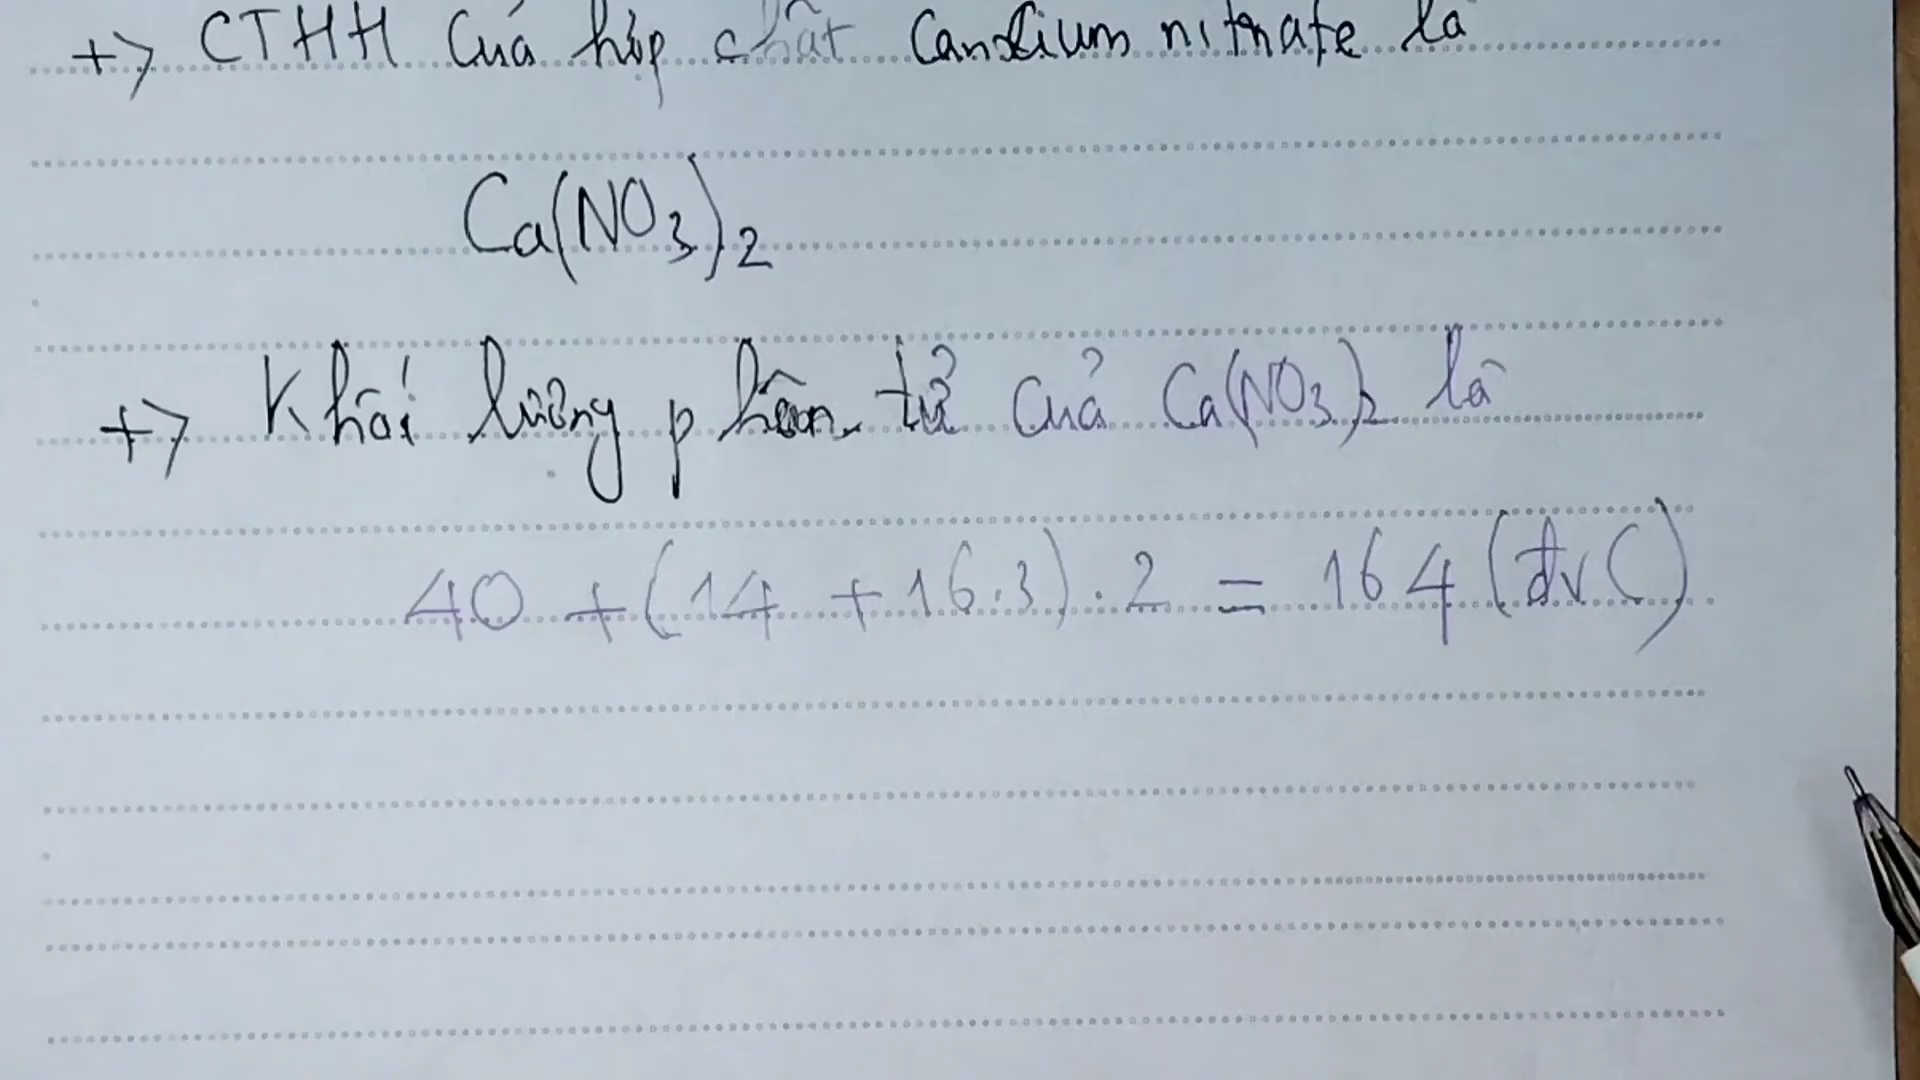 +> CTHH của hợp chất Canxium nitrate là
Ca(NO₃)₂
+> Khối lượng phân tử của Ca(NO₃)₂ là
40 + (14 + 16.3).2 = 164 (đvC)